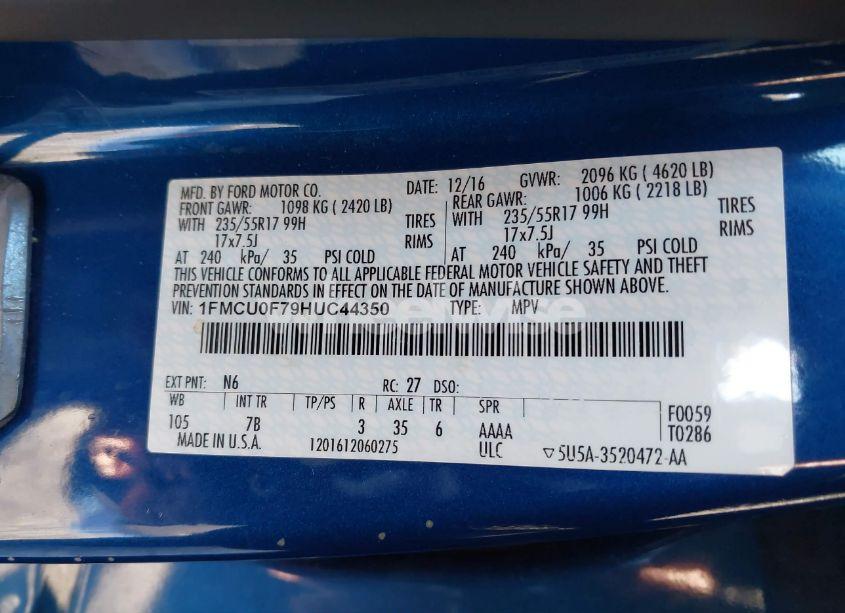 MFD. BY FORD MOTOR CO. DATE: 12/16 GVWR: 2096 KG ( 4620 LB)
FRONT GAWR: 1098 KG ( 2420 LB) REAR GAWR: 1006 KG ( 2218 LB)
WITH 235/55R17 99H TIRES WITH 235/55R17 99H TIRES
17x7.5J RIMS 17x7.5J RIMS
AT 240 kPa/ 35 PSI COLD AT 240 kPa/ 35 PSI COLD
THIS VEHICLE CONFORMS TO ALL APPLICABLE FEDERAL MOTOR VEHICLE SAFETY AND THEFT
PREVENTION STANDARDS IN EFFECT ON THE DATE OF MANUFACTURE SHOWN ABOVE.
VIN: 1FMCU0F79HUC44350 TYPE: MPV
EXT PNT: N6 RC: 27 DSO:
WB INT TR TP/PS R AXLE TR SPR F0059
105 7B 3 35 6 AAAA T0286
MADE IN U.S.A. 1201612060275 ULC ▽5U5A-3520472-AA